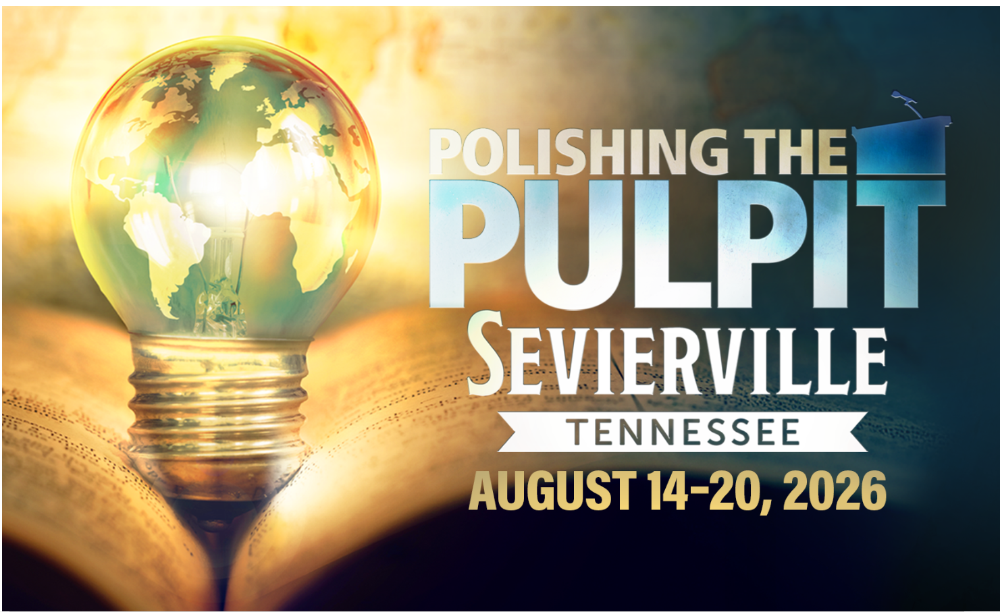 POLISHING THE
PULPIT
SEVIERVILLE
TENNESSEE
AUGUST 14-20, 2026